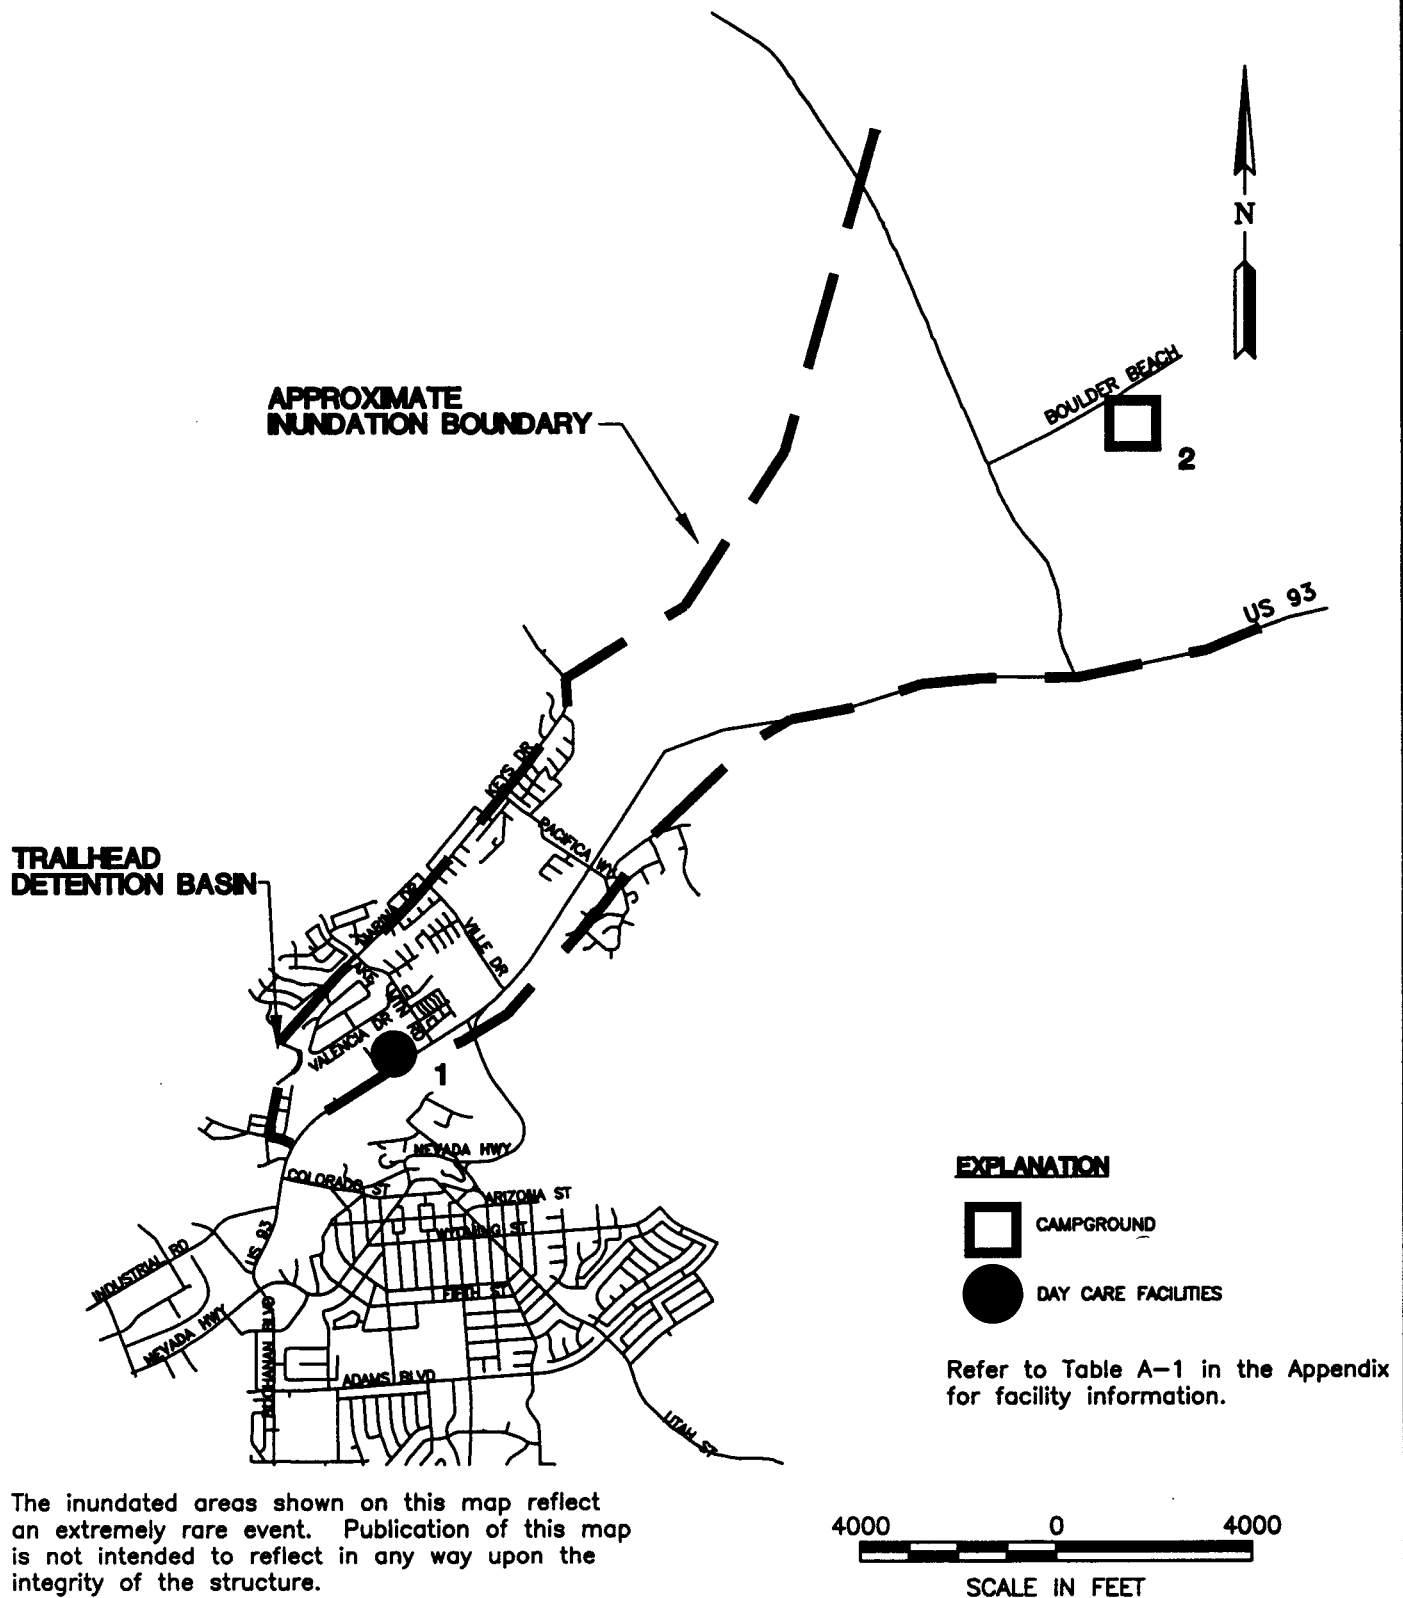 N
BOULDER BEACH
2
APPROXIMATE
INUNDATION BOUNDARY
US 93
KEYS DR
PACIFICA WY
TRAILHEAD
DETENTION BASIN
MARINA DR
LAKE
VILLE DR
VALENCIA DR
1
NEVADA HWY
COLORADO ST
ARIZONA ST
WYOMING ST
US 93
INDUSTRIAL RD
FIFTH ST
NEVADA HWY
BUCHANAN BLVD
ADAMS BLVD
UTAH ST
EXPLANATION
CAMPGROUND
DAY CARE FACILITIES
Refer to Table A-1 in the Appendix
for facility information.
The inundated areas shown on this map reflect
an extremely rare event. Publication of this map
is not intended to reflect in any way upon the
integrity of the structure.
4000 0 4000
SCALE IN FEET